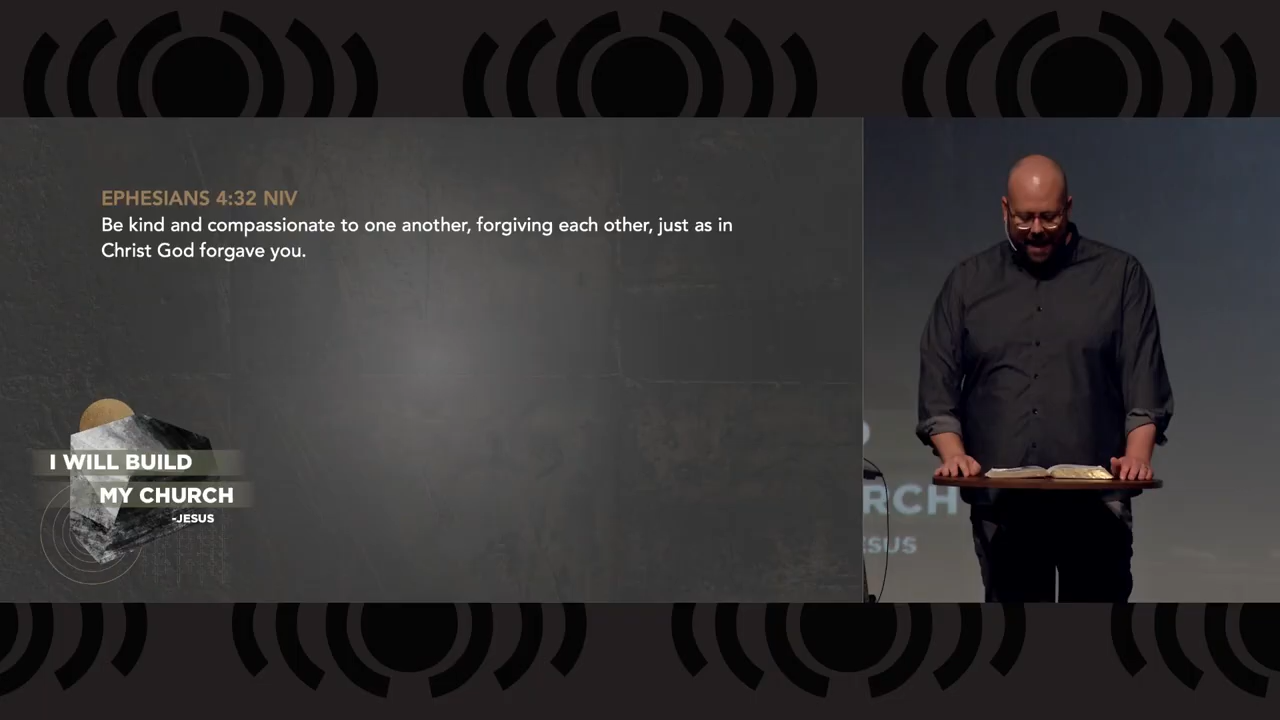 EPHESIANS 4:32 NIV
Be kind and compassionate to one another, forgiving each other, just as in
Christ God forgave you.
I WILL BUILD
MY CHURCH
-JESUS
RCH
ESUS